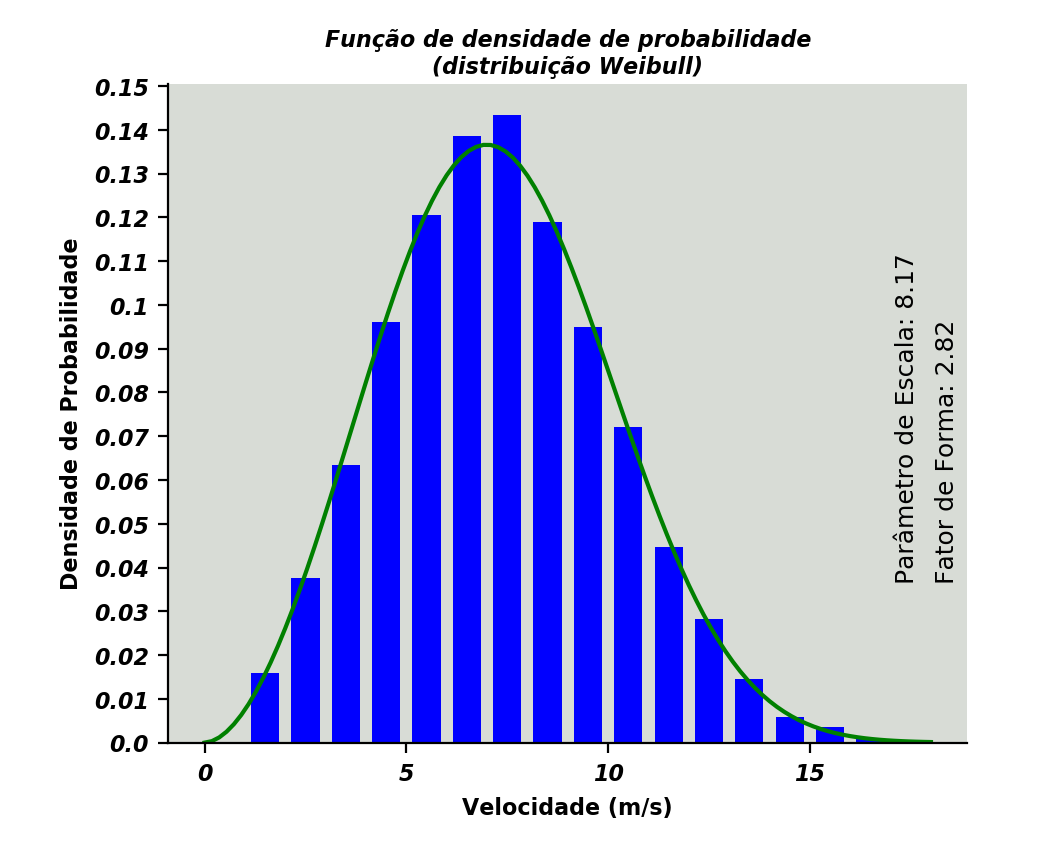 Função de densidade de probabilidade
(distribuição Weibull)
Densidade de Probabilidade
0.15
0.14
0.13
0.12
0.11
0.1
0.09
0.08
0.07
0.06
0.05
0.04
0.03
0.02
0.01
0.0
Parâmetro de Escala: 8.17
Fator de Forma: 2.82
0 5 10 15
Velocidade (m/s)